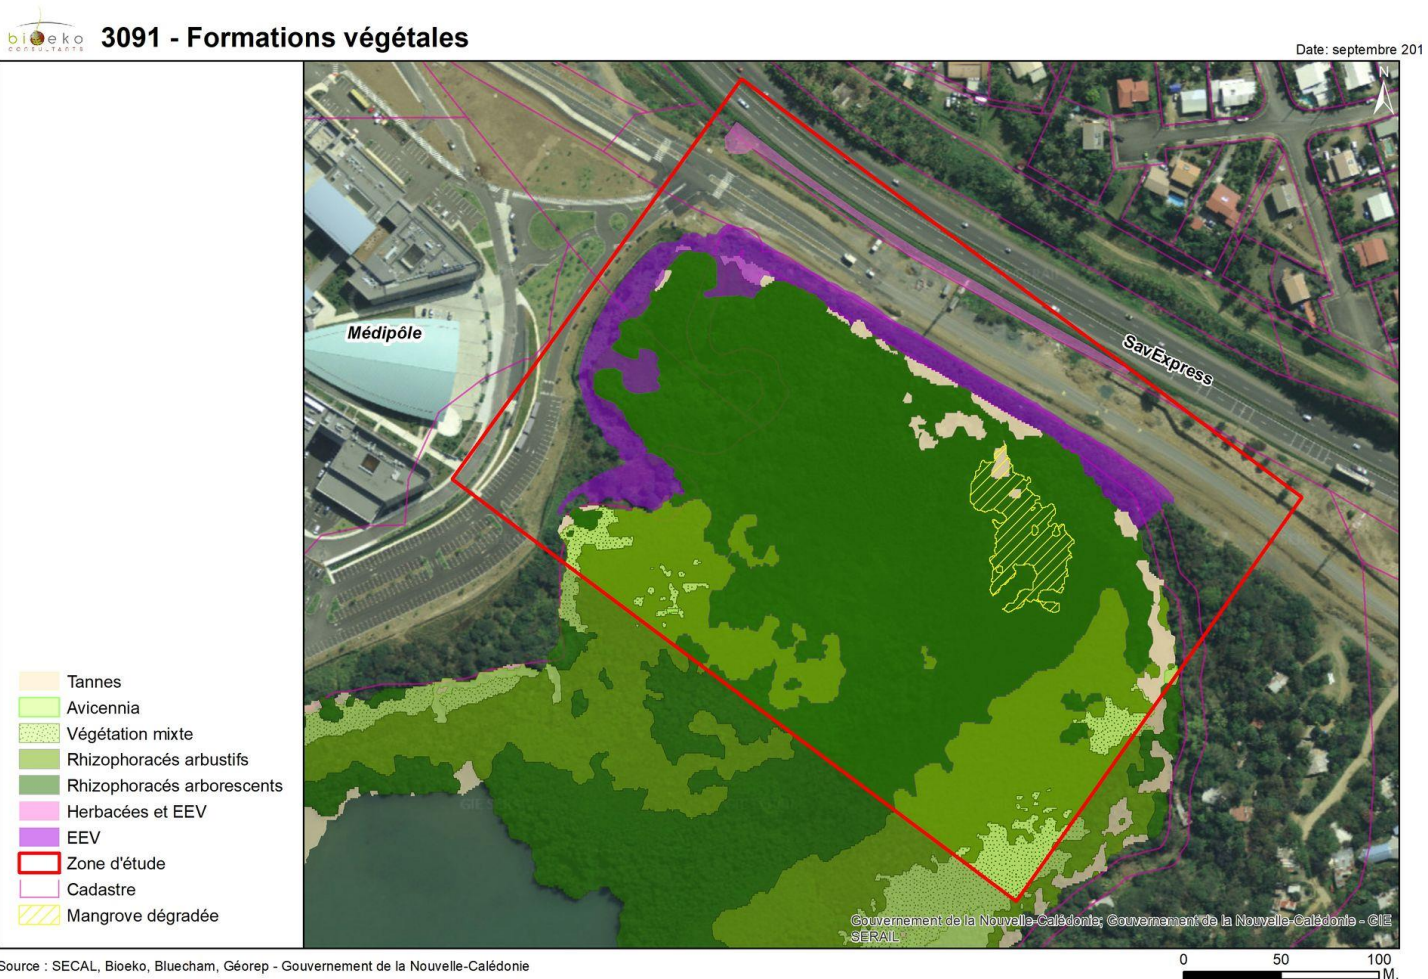 bioeko
CONSULTANTS
3091 - Formations végétales
Date: septembre 201
N
Médipôle
SavExpress
Tannes
Avicennia
Végétation mixte
Rhizophoracés arbustifs
Rhizophoracés arborescents
Herbacées et EEV
EEV
Zone d'étude
Cadastre
Mangrove dégradée
Gouvernement de la Nouvelle-Calédonie; Gouvernement de la Nouvelle-Calédonie - GIE
SERAIL
Source : SECAL, Bioeko, Bluecham, Géorep - Gouvernement de la Nouvelle-Calédonie
0 50 100
M.